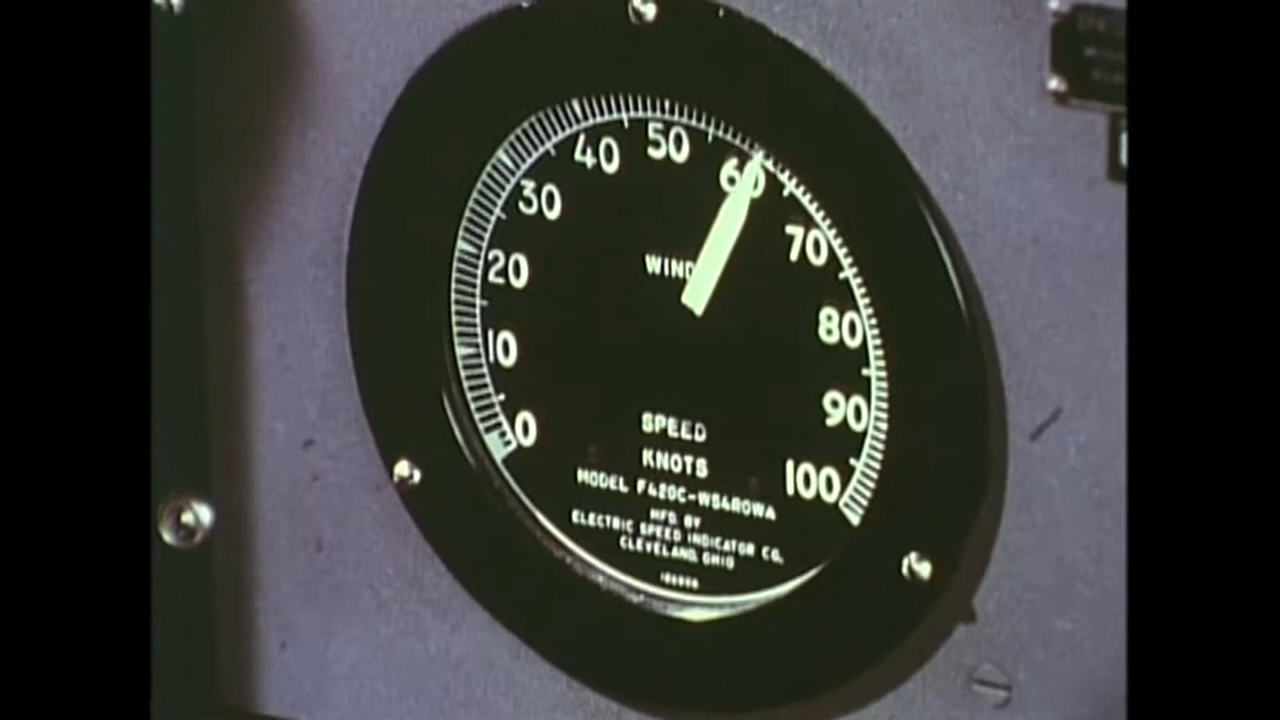 50
40
60
30
70
WIND
20
80
10
90
0
SPEED
100
KNOTS
MODEL F420C-WS4ROWA
MFD. BY
ELECTRIC SPEED INDICATOR CO.
CLEVELAND, OHIO